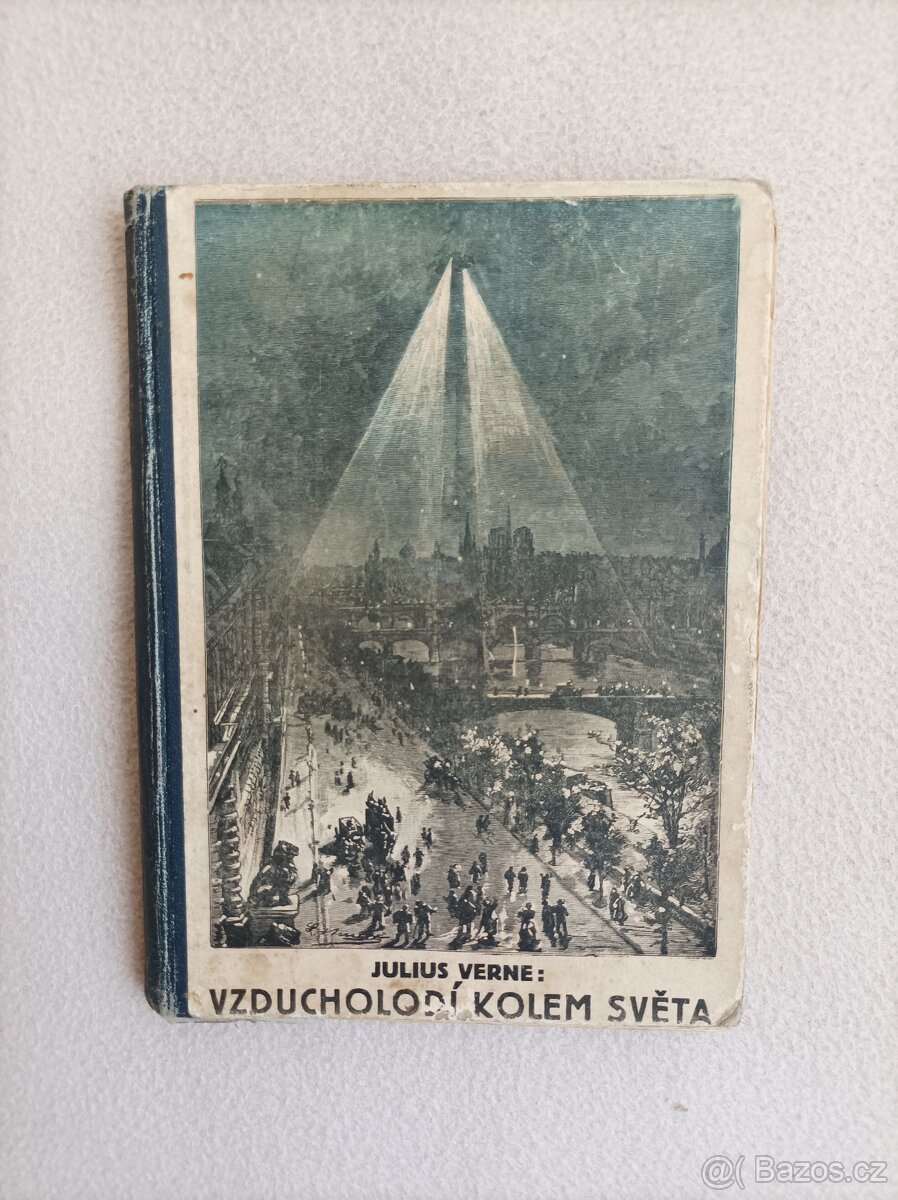 JULIUS VERNE:
VZDUCHOLODÍ KOLEM SVĚTA
@( Bazos.cz